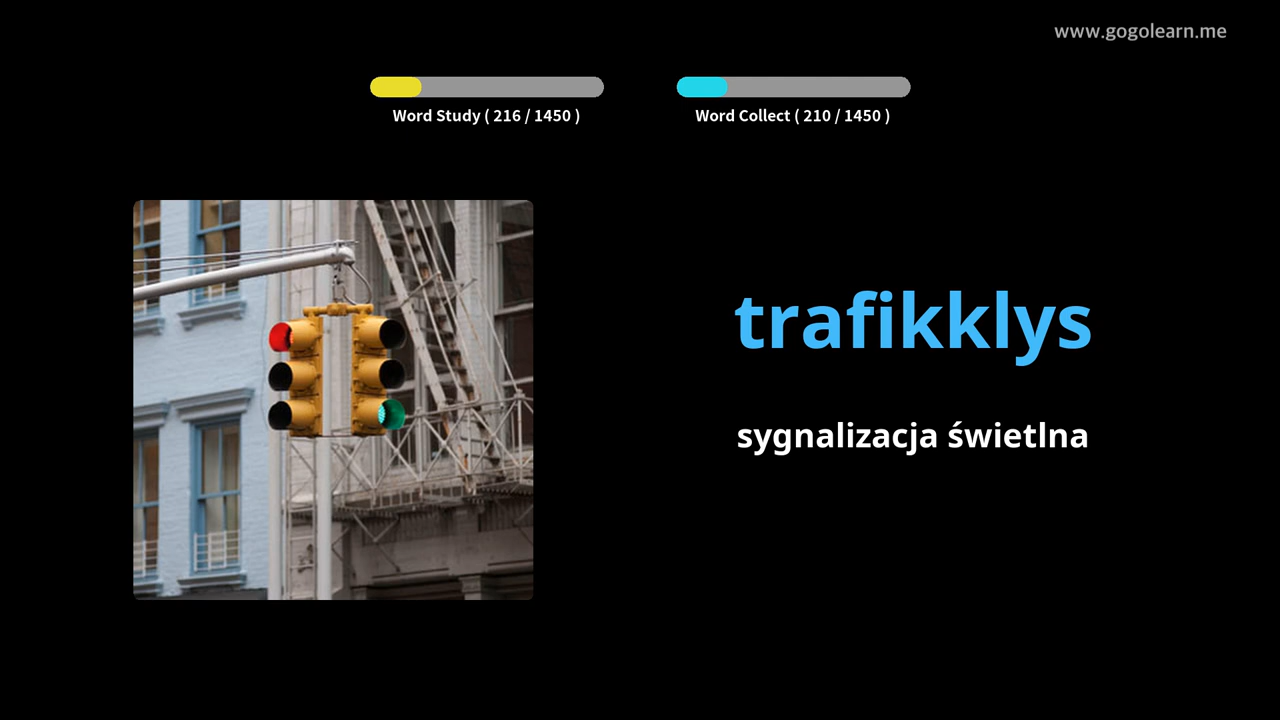 www.gogolearn.me
Word Study ( 216 / 1450 )
Word Collect ( 210 / 1450 )
trafikklys
sygnalizacja świetlna